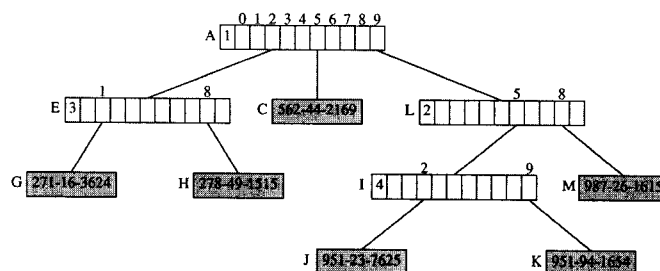 0 1 2 3 4 5 6 7 8 9
A 1
1 8 5 8
E 3 C 562-44-2169 L 2
2 9
G 271-16-3624 H 278-49-1515 I 4 M 987-26-1615
J 951-23-7625 K 951-94-1654